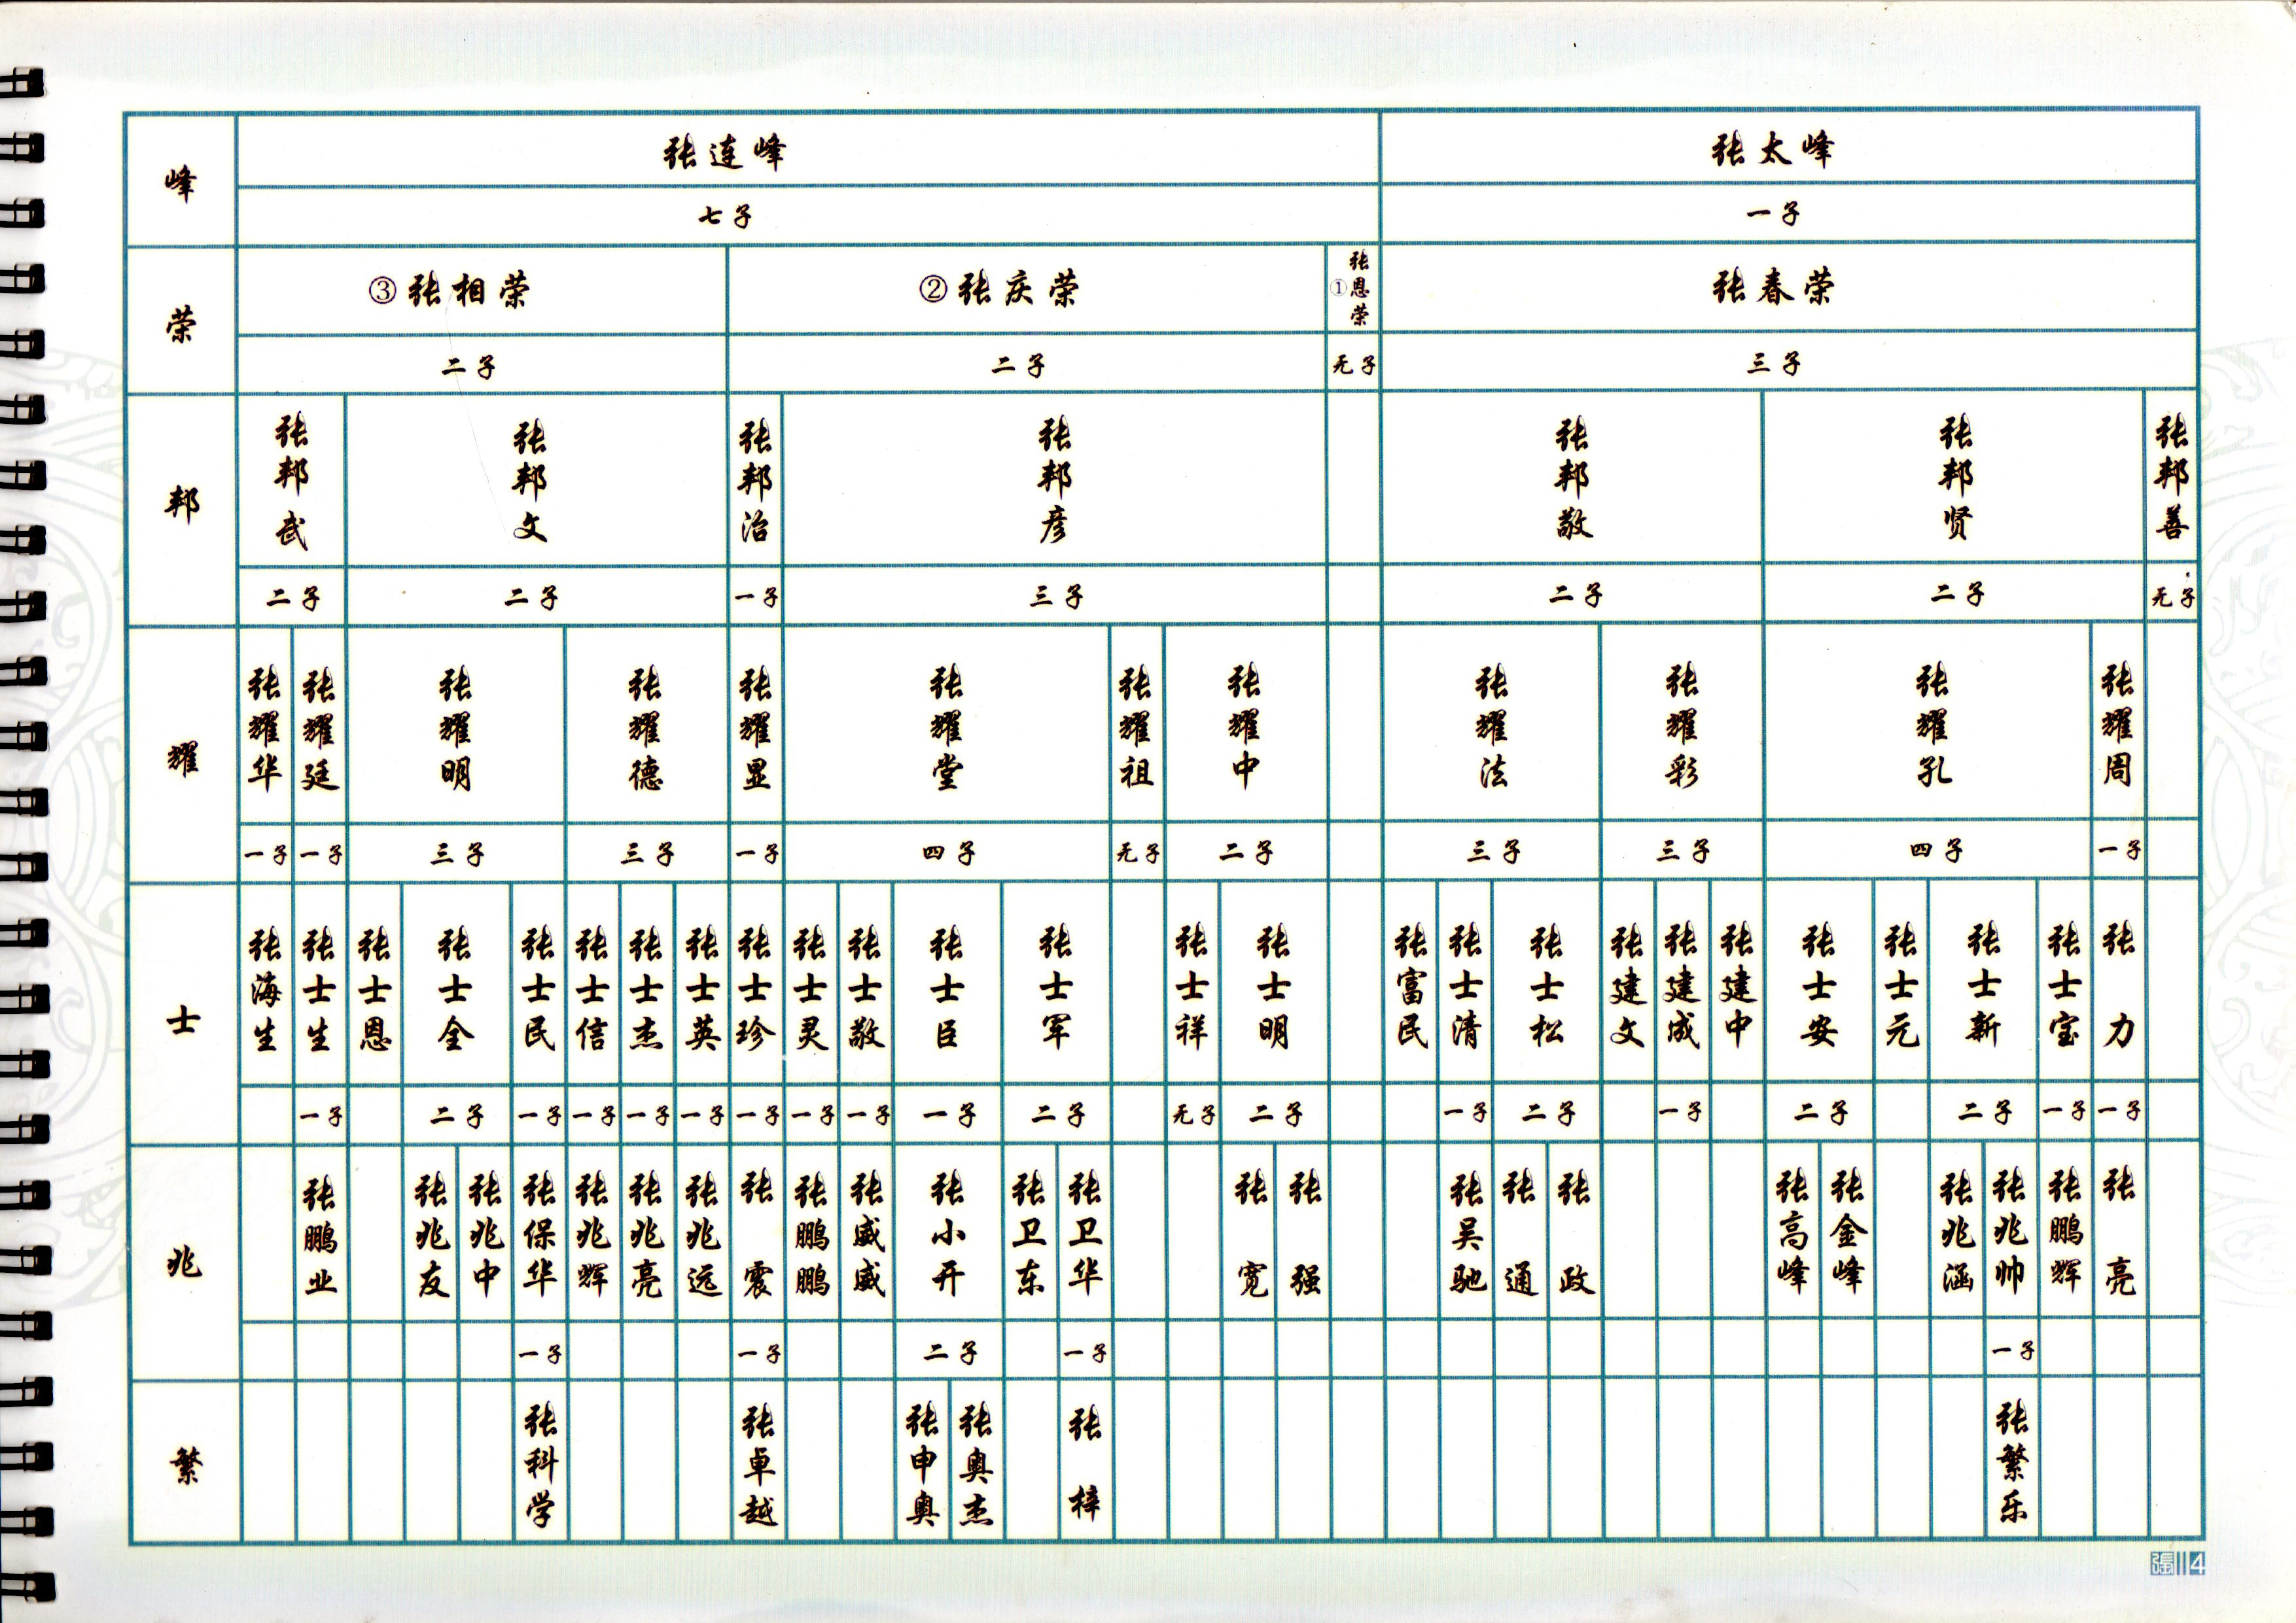 峰
张连峰
张太峰
七子
一子
荣
③张相荣
②张庆荣
①张恩荣
张春荣
二子
二子
无子
三子
邦
张邦武
张邦文
张邦治
张邦彦
张邦敬
张邦贤
张邦善
二子
二子
一子
三子
二子
二子
无子
耀
张耀华
张耀廷
张耀明
张耀德
张耀显
张耀堂
张耀祖
张耀中
张耀法
张耀彩
张耀孔
张耀周
一子
一子
三子
三子
一子
四子
无子
二子
三子
三子
四子
一子
士
张海生
张士生
张士恩
张士全
张士民
张士信
张士杰
张士英
张士珍
张士灵
张士敬
张士臣
张士军
张士祥
张士明
张富民
张士清
张士松
张建文
张建成
张建中
张士安
张士元
张士新
张士宝
张力
一子
二子
一子
一子
一子
一子
一子
一子
一子
一子
二子
无子
二子
一子
二子
一子
二子
二子
一子
一子
兆
张鹏业
张兆友
张兆中
张保华
张兆辉
张兆亮
张兆远
张震
张鹏鹏
张威威
张小开
张卫东
张卫华
张宽
张强
张吴驰
张通
张政
张高峰
张金峰
张兆涵
张兆帅
张鹏辉
张亮
一子
一子
二子
一子
一子
繁
张科学
张卓越
张申奥
张奥杰
张梓
张繁乐
張 4